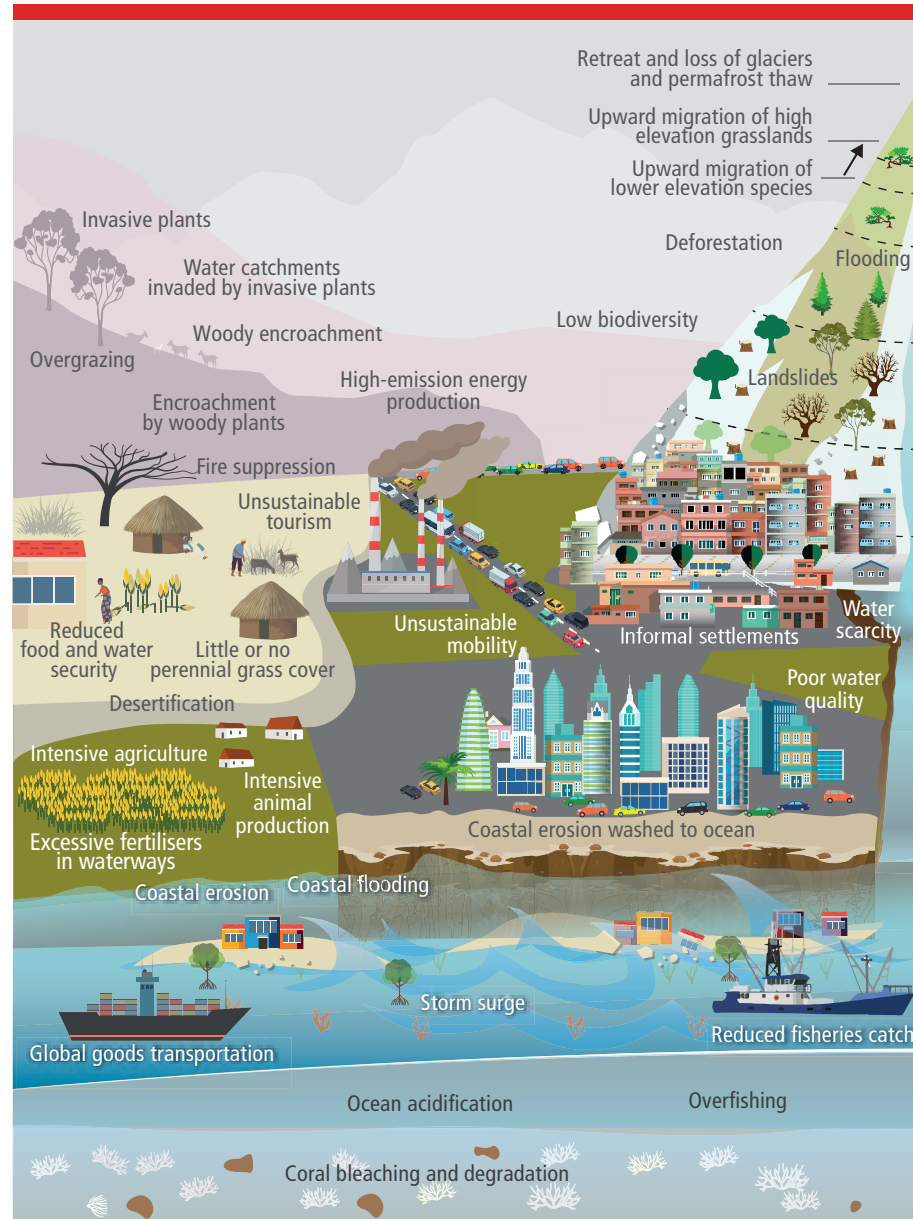 Retreat and loss of glaciers
and permafrost thaw
Upward migration of high
elevation grasslands
Upward migration of
lower elevation species
Invasive plants
Deforestation
Flooding
Water catchments
invaded by invasive plants
Low biodiversity
Woody encroachment
Overgrazing
Landslides
High-emission energy
production
Encroachment
by woody plants
Fire suppression
Unsustainable
tourism
Water
scarcity
Unsustainable
mobility
Informal settlements
Reduced
food and water
security
Little or no
perennial grass cover
Poor water
quality
Desertification
Intensive agriculture
Intensive
animal
production
Excessive fertilisers
in waterways
Coastal erosion washed to ocean
Coastal erosion
Coastal flooding
Storm surge
Global goods transportation
Reduced fisheries catch
Ocean acidification
Overfishing
Coral bleaching and degradation